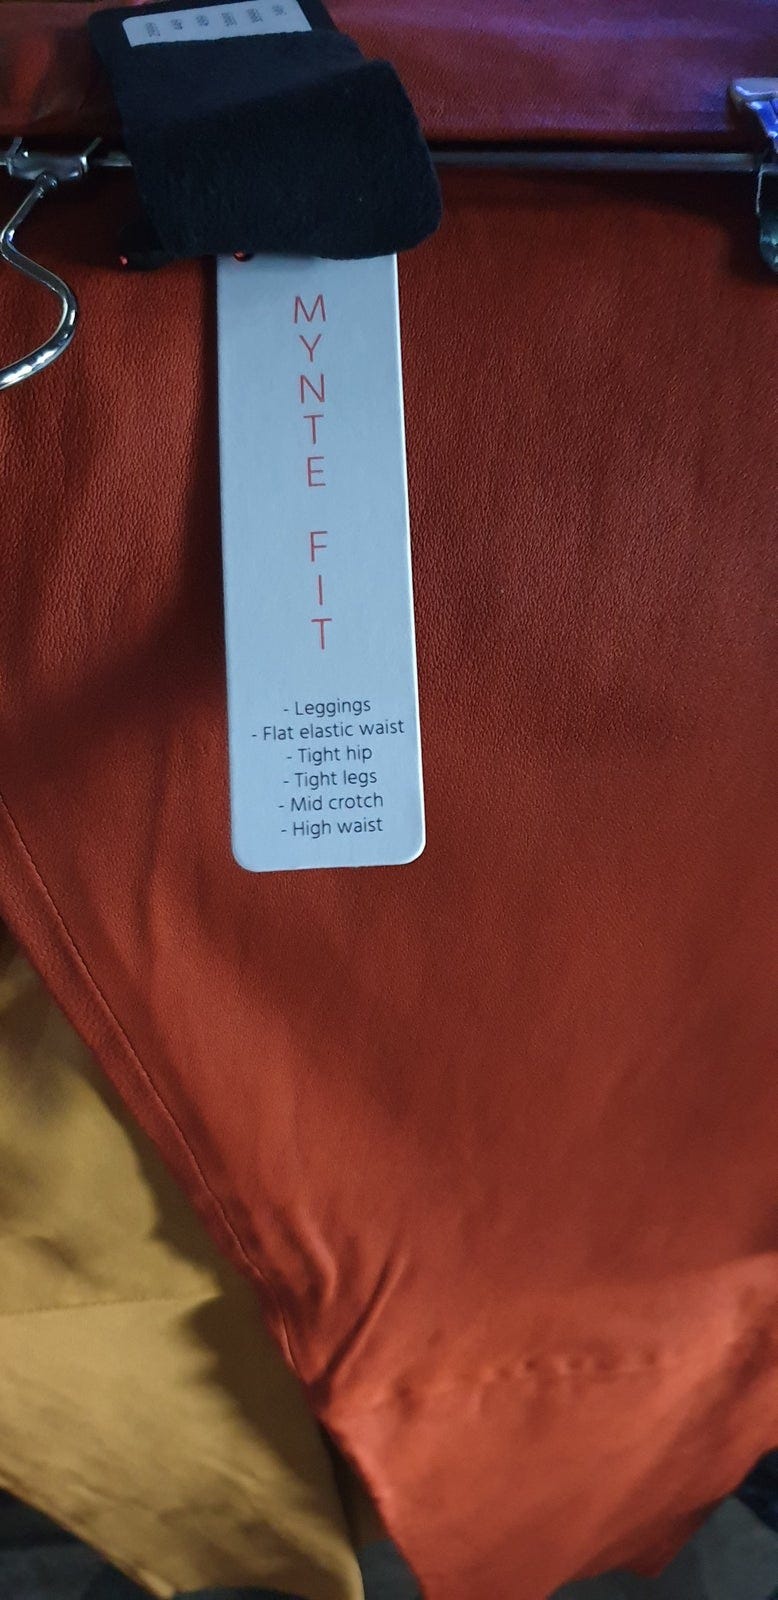 MYNTE FIT
- Leggings
- Flat elastic waist
- Tight hip
- Tight legs
- Mid crotch
- High waist